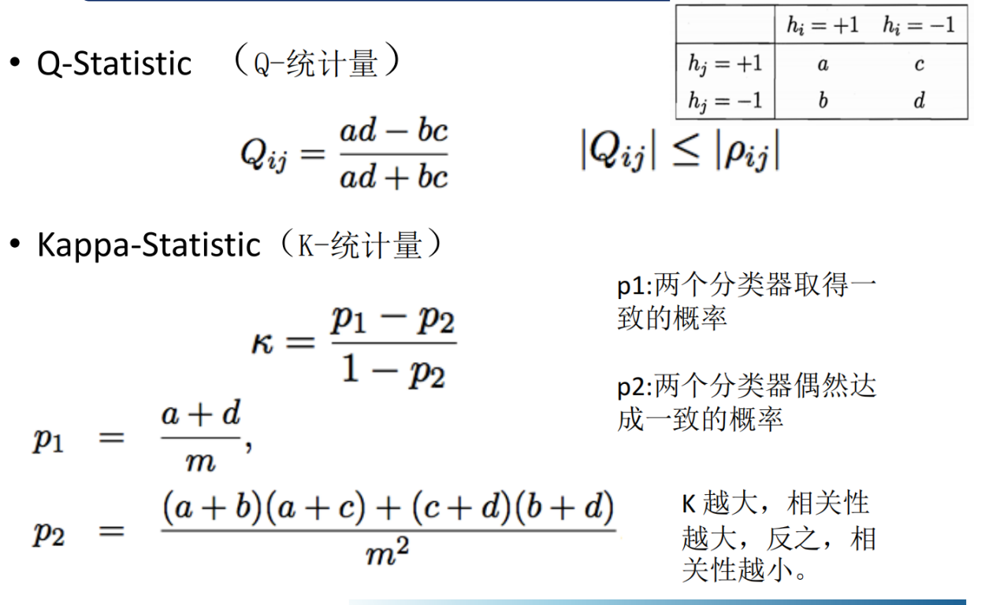 • Q-Statistic （Q-统计量）
h_i = +1 h_i = −1
h_j = +1 a c
h_j = −1 b d
Q_{ij} = \frac{ad − bc}{ad + bc}
|Q_{ij}| ≤ |ρ_{ij}|
• Kappa-Statistic（K-统计量）
κ = \frac{p_1 − p_2}{1 − p_2}
p1:两个分类器取得一
致的概率
p2:两个分类器偶然达
成一致的概率
p_1 = \frac{a + d}{m},
p_2 = \frac{(a + b)(a + c) + (c + d)(b + d)}{m^2}
K 越大，相关性
越大，反之，相
关性越小。